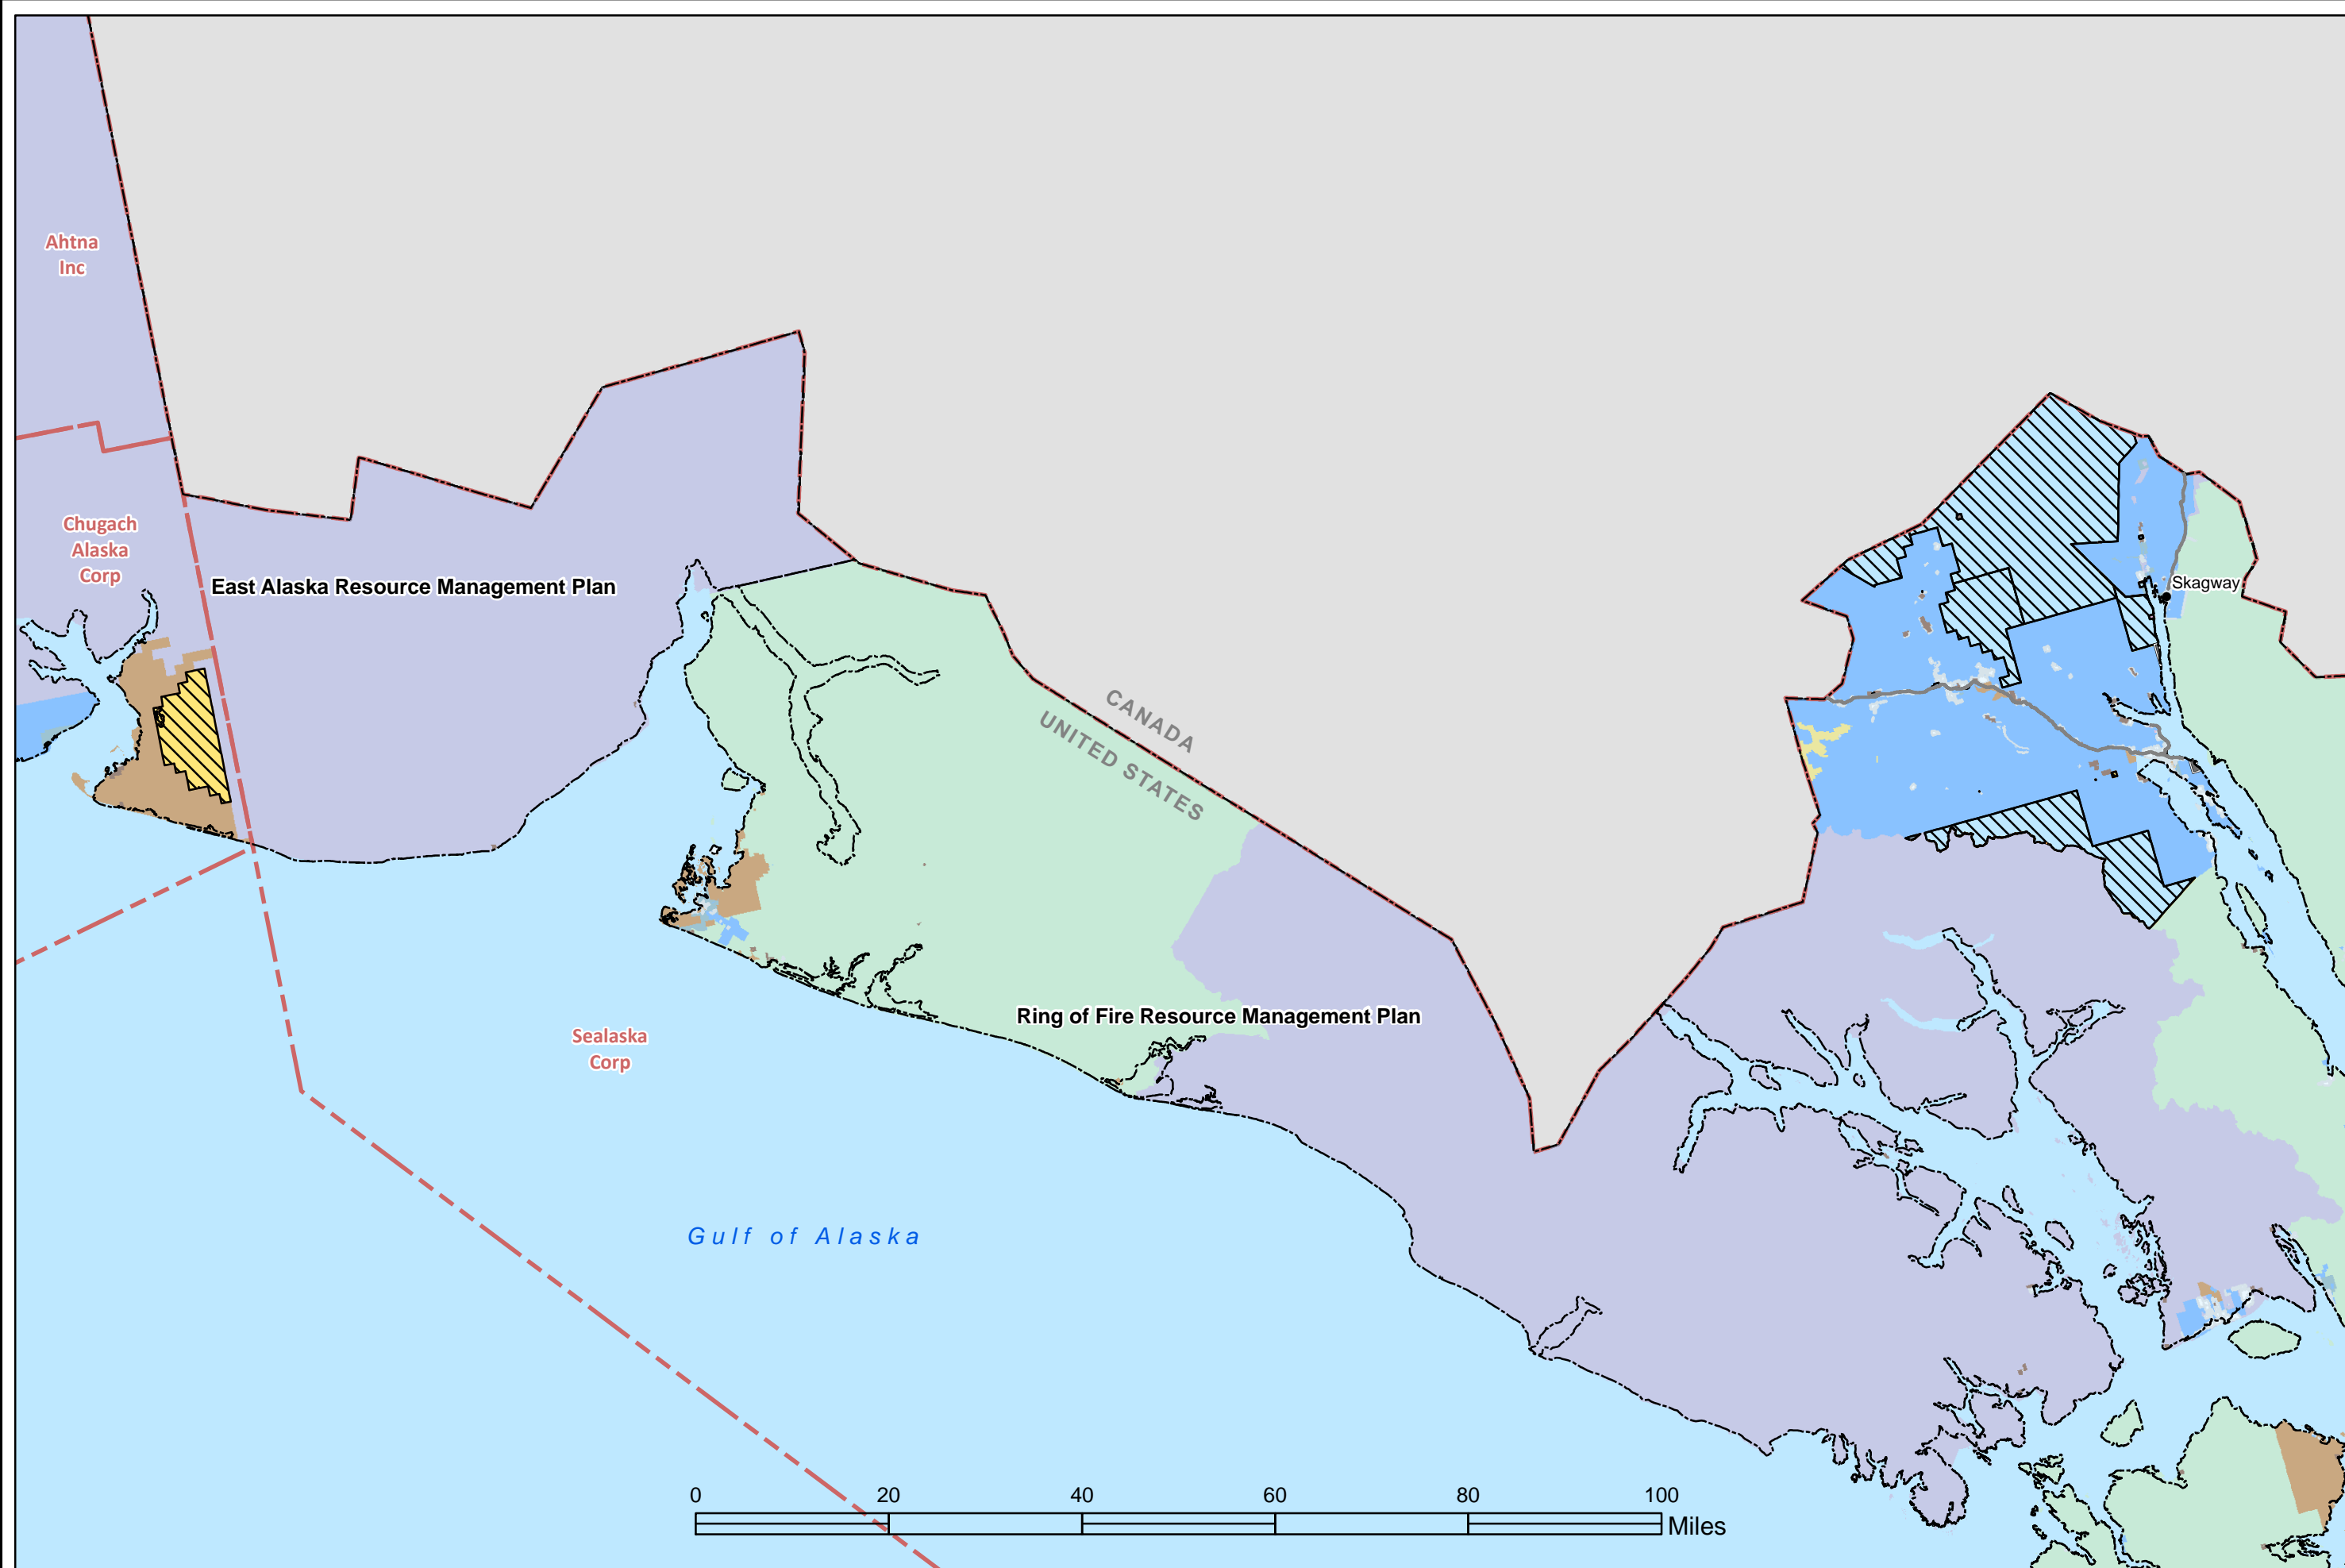 Ahtna
Inc
Chugach
Alaska
Corp
East Alaska Resource Management Plan
Skagway
CANADA
UNITED STATES
Ring of Fire Resource Management Plan
Sealaska
Corp
Gulf of Alaska
0 20 40 60 80 100
Miles